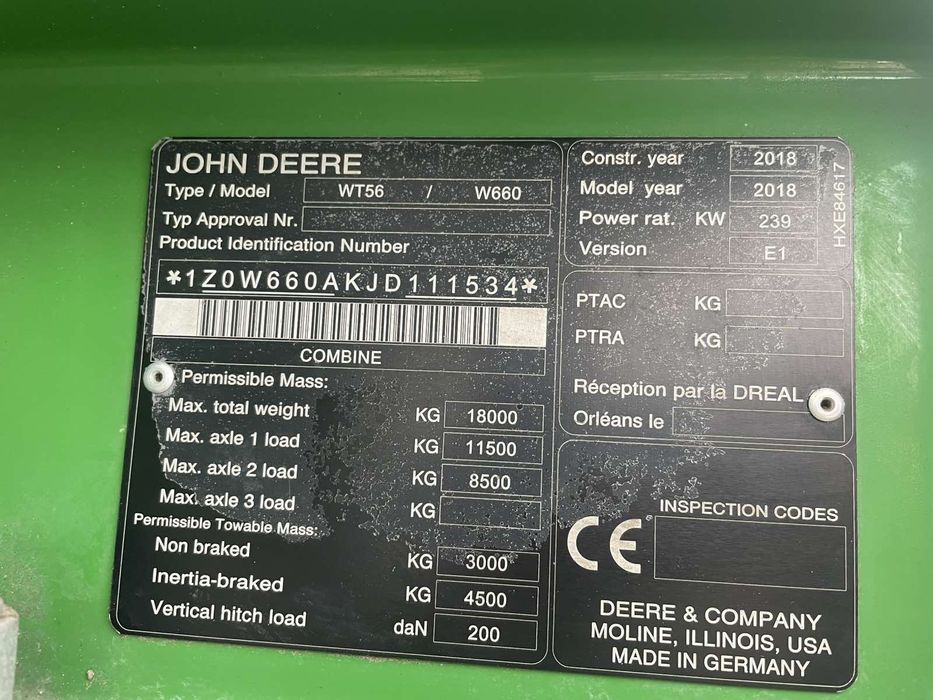 JOHN DEERE
Type / Model WT56 / W660
Typ Approval Nr.
Product Identification Number
*1Z0W660AKJD111534*
COMBINE
Permissible Mass:
Max. total weight KG 18000
Max. axle 1 load KG 11500
Max. axle 2 load KG 8500
Max. axle 3 load KG
Permissible Towable Mass:
Non braked KG 3000
Inertia-braked KG 4500
Vertical hitch load daN 200
Constr. year 2018
Model year 2018
Power rat. KW 239
Version E1
HXE84617
PTAC KG
PTRA KG
Réception par la DREAL
Orléans le
INSPECTION CODES
CE
DEERE & COMPANY
MOLINE, ILLINOIS, USA
MADE IN GERMANY